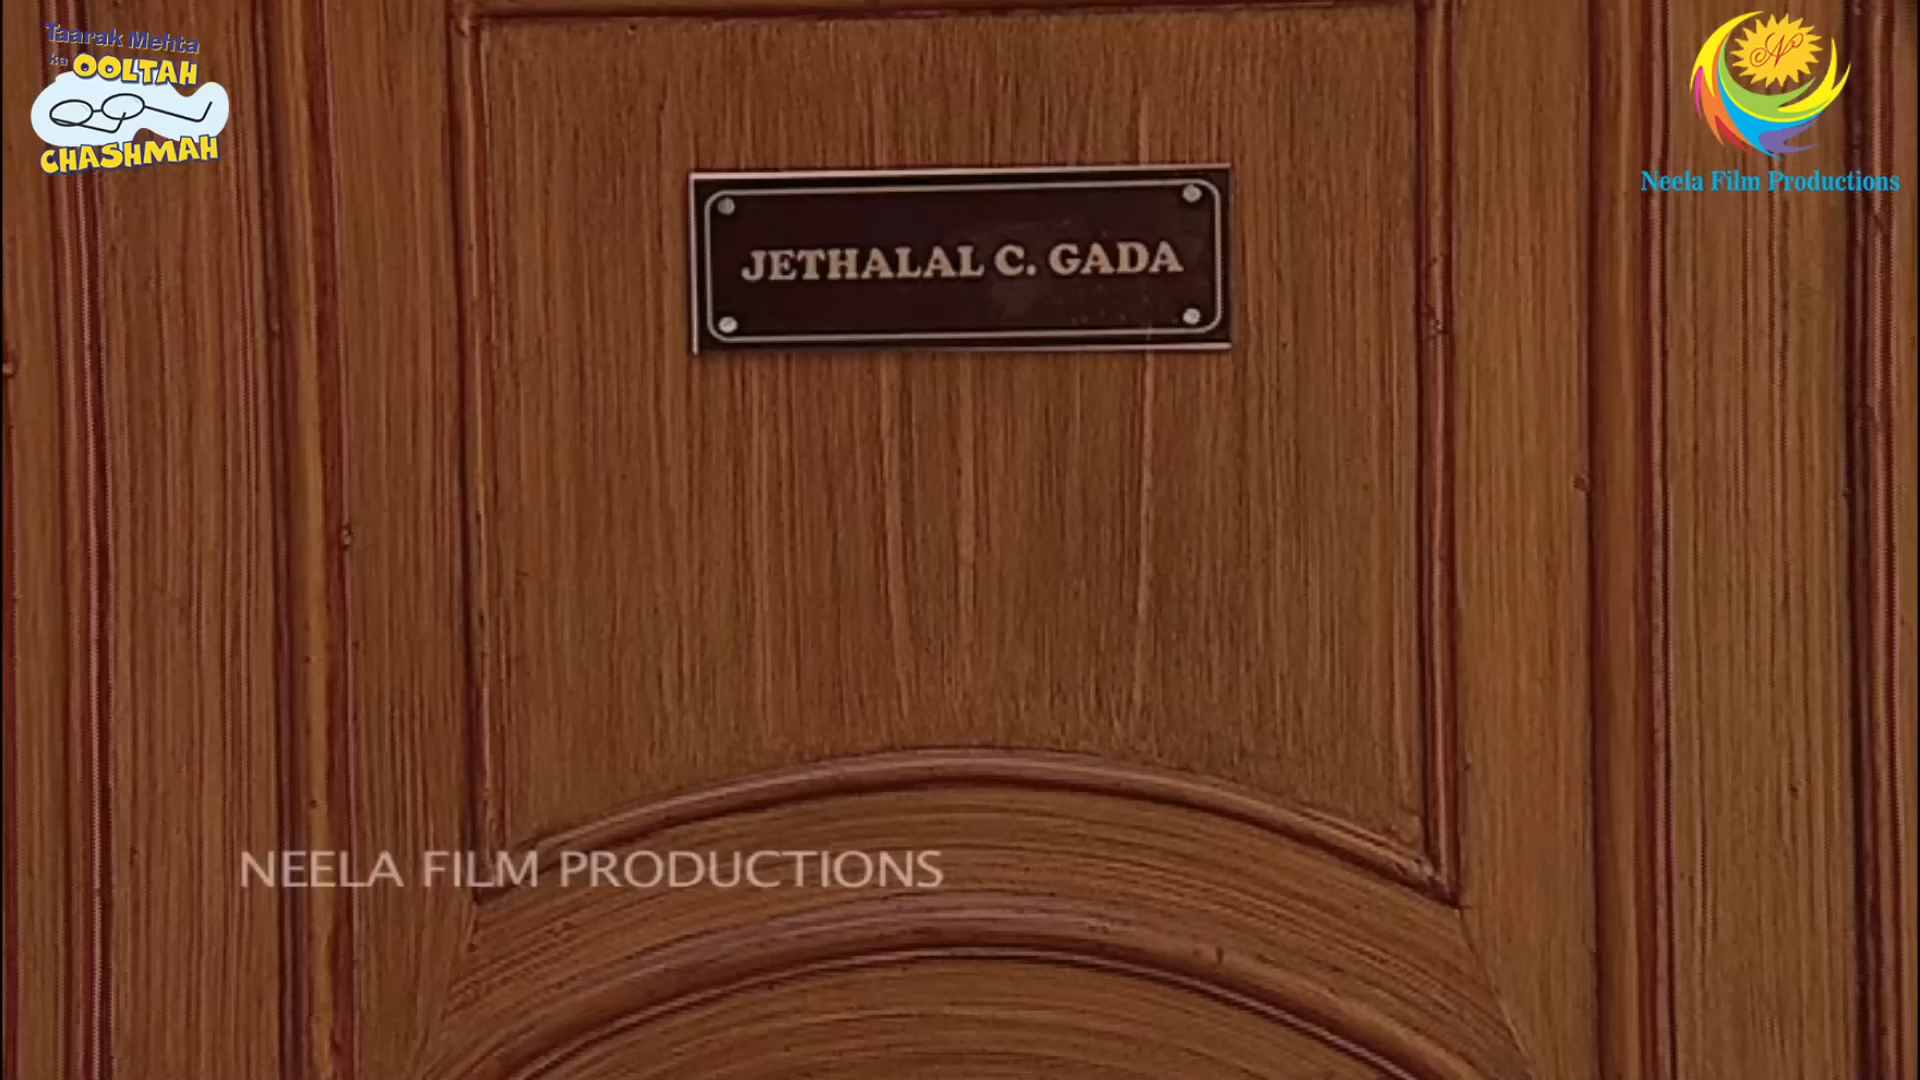 Taarak Mehta
ka OOLTAH
CHASHMAH
Neela Film Productions
JETHALAL C. GADA
NEELA FILM PRODUCTIONS